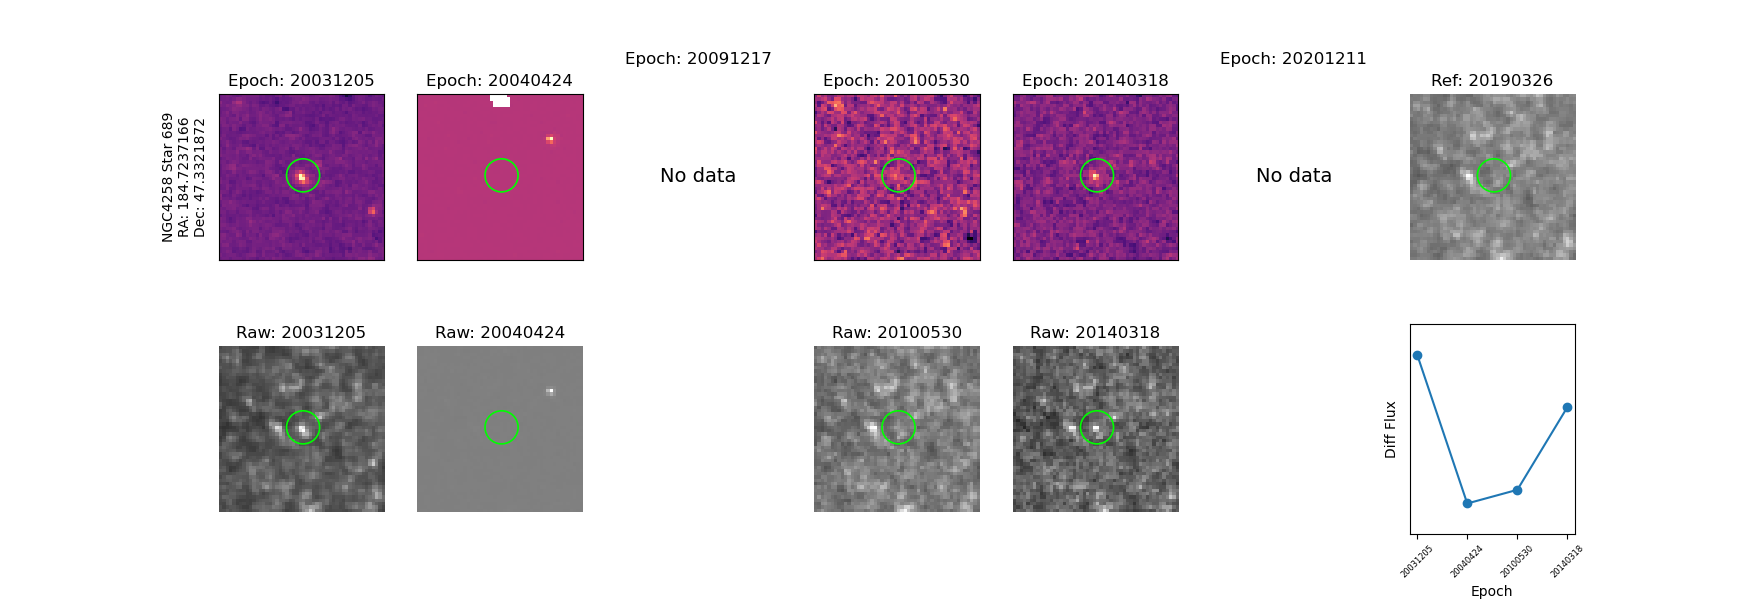 Epoch: 20091217
Epoch: 20201211
Epoch: 20031205
Epoch: 20040424
Epoch: 20100530
Epoch: 20140318
Ref: 20190326
NGC4258 Star 689
RA: 184.7237166
Dec: 47.3321872
No data
No data
Raw: 20031205
Raw: 20040424
Raw: 20100530
Raw: 20140318
Diff Flux
20031205
20040424
20100530
20140318
Epoch